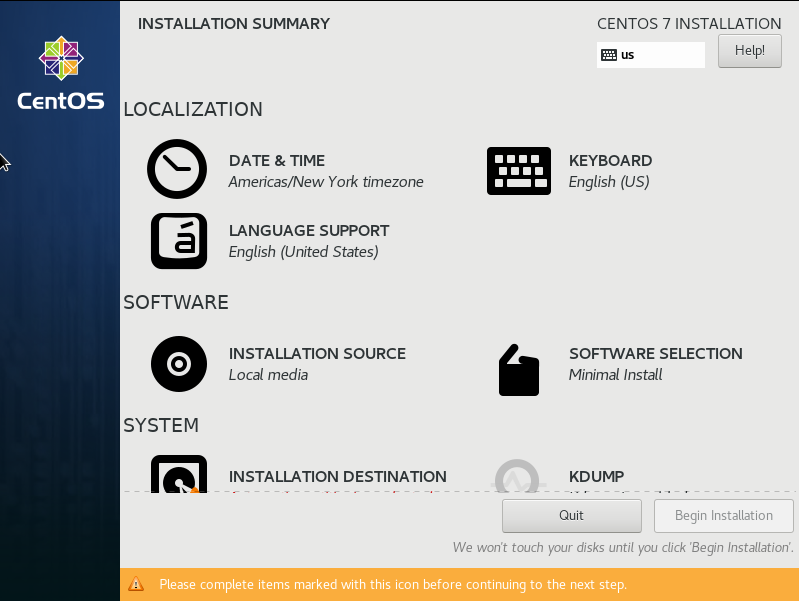 INSTALLATION SUMMARY
CENTOS 7 INSTALLATION
us
Help!
CentOS
LOCALIZATION
DATE & TIME
Americas/New York timezone
KEYBOARD
English (US)
á
LANGUAGE SUPPORT
English (United States)
SOFTWARE
INSTALLATION SOURCE
Local media
SOFTWARE SELECTION
Minimal Install
SYSTEM
INSTALLATION DESTINATION
KDUMP
Quit
Begin Installation
We won't touch your disks until you click 'Begin Installation'.
Please complete items marked with this icon before continuing to the next step.